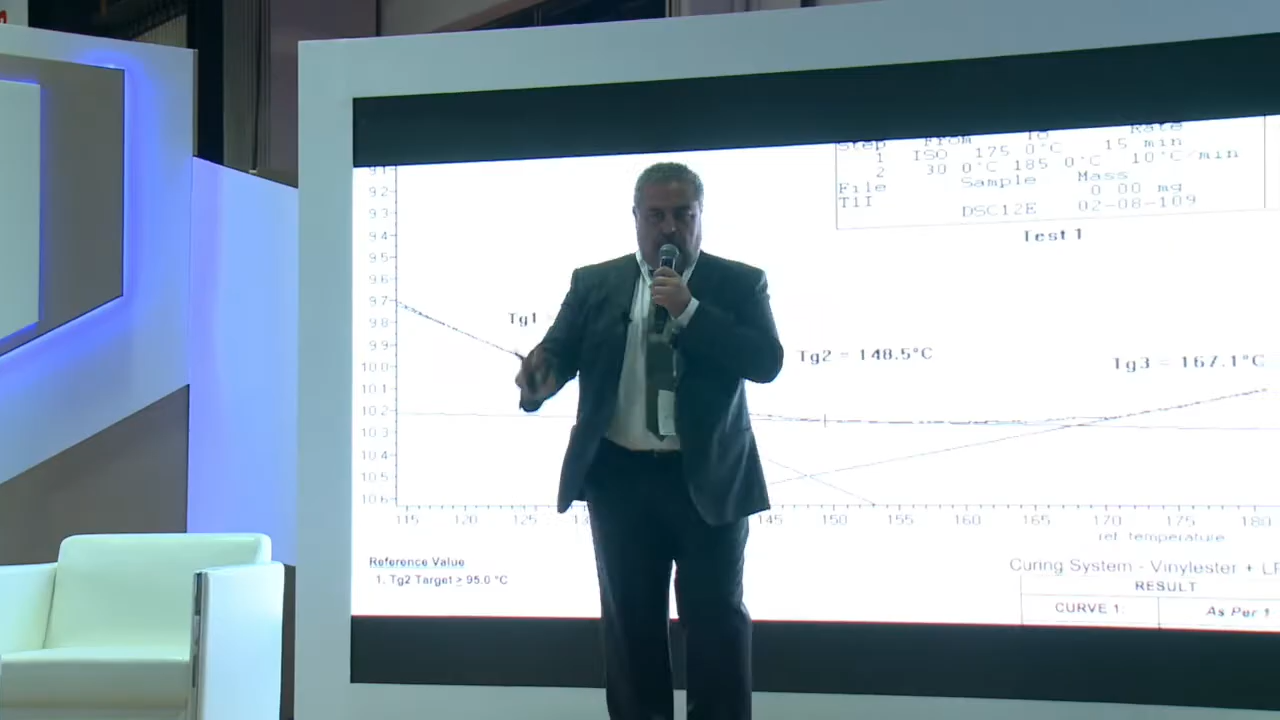 Step From To Rate
1 ISO 175 0°C 15 min
2 30 0°C 185 0°C 10°C/min
File Sample Mass
0 00 mg
T1I DSC12E 02-08-109
Test 1
9.1
9.2
9.3
9.4
9.5
9.6
9.7
9.8
9.9
10.0
10.1
10.2
10.3
10.4
10.5
10.6
Tg1 =
Tg2 = 148.5°C
Tg3 = 167.1°C
115 120 125 145 150 155 160 165 170 175 180
ref. temperature
Reference Value
1. Tg2 Target ≥ 95.0 °C
Curing System - Vinylester + LP
RESULT
CURVE 1: As Per 1